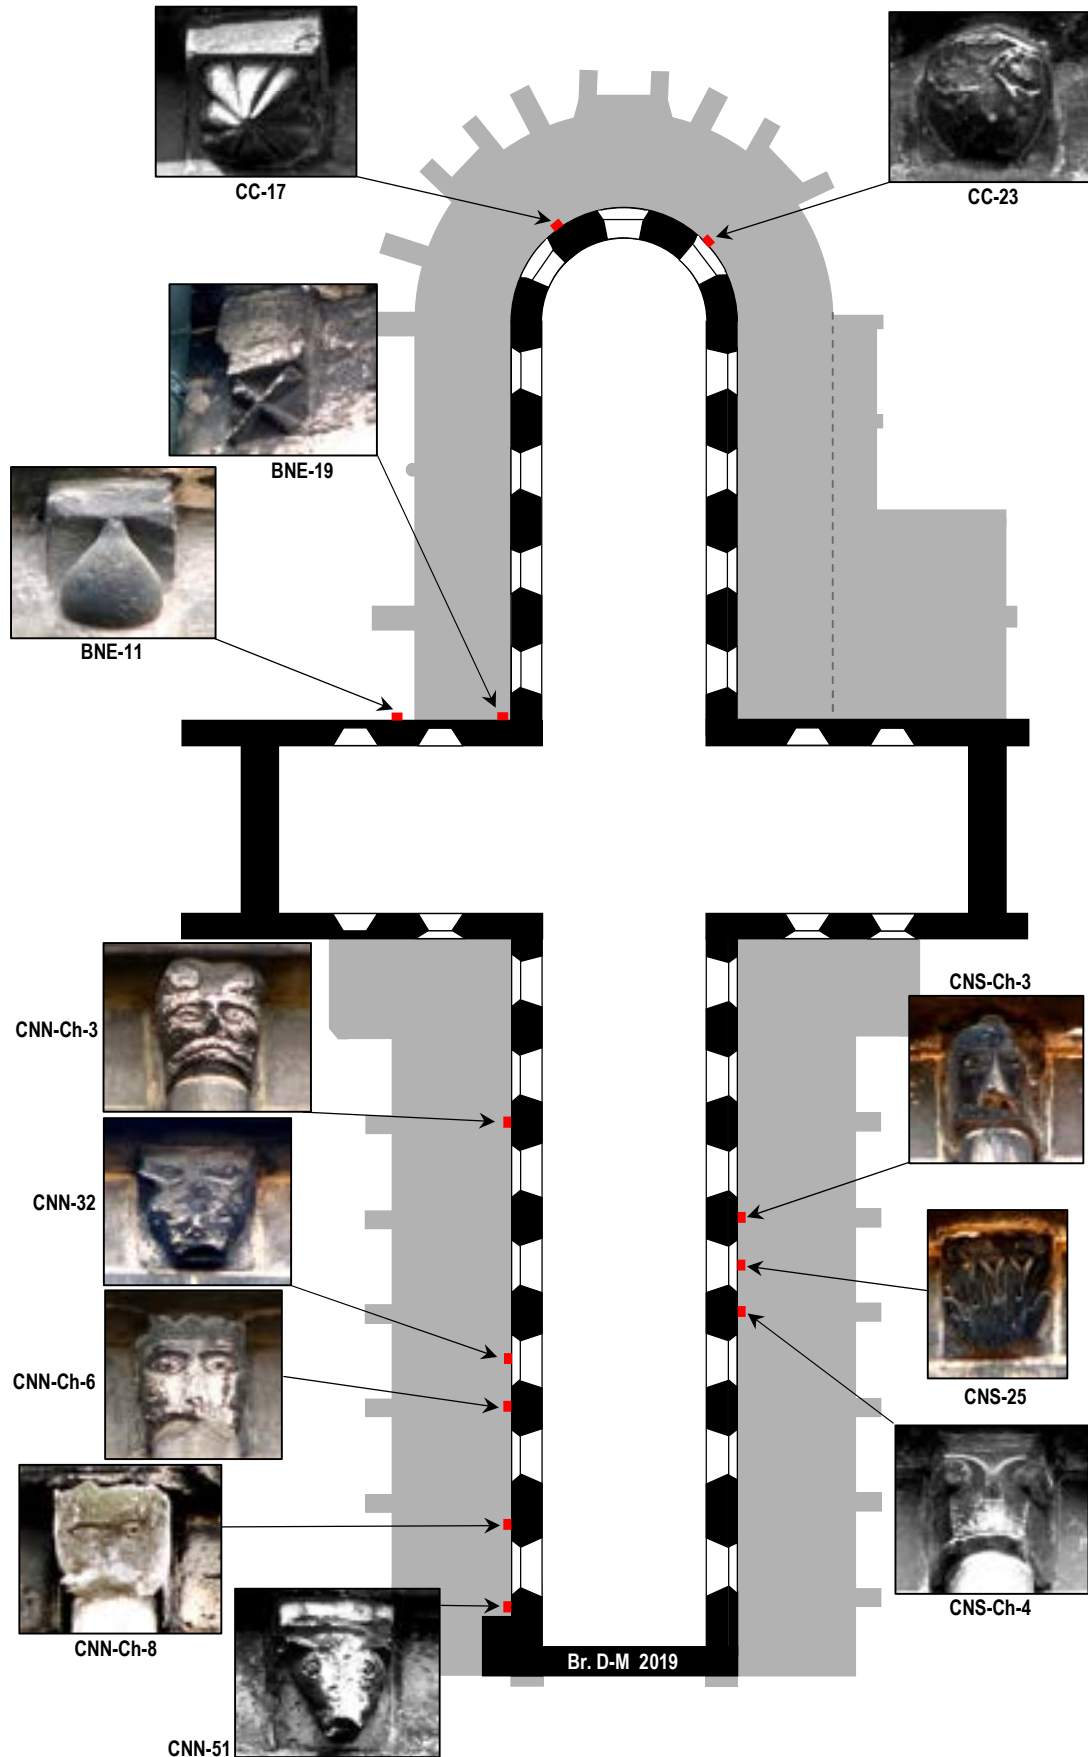 CC-17
CC-23
BNE-19
BNE-11
CNS-Ch-3
CNN-Ch-3
CNN-32
CNN-Ch-6
CNS-25
CNS-Ch-4
CNN-Ch-8
Br. D-M 2019
CNN-51